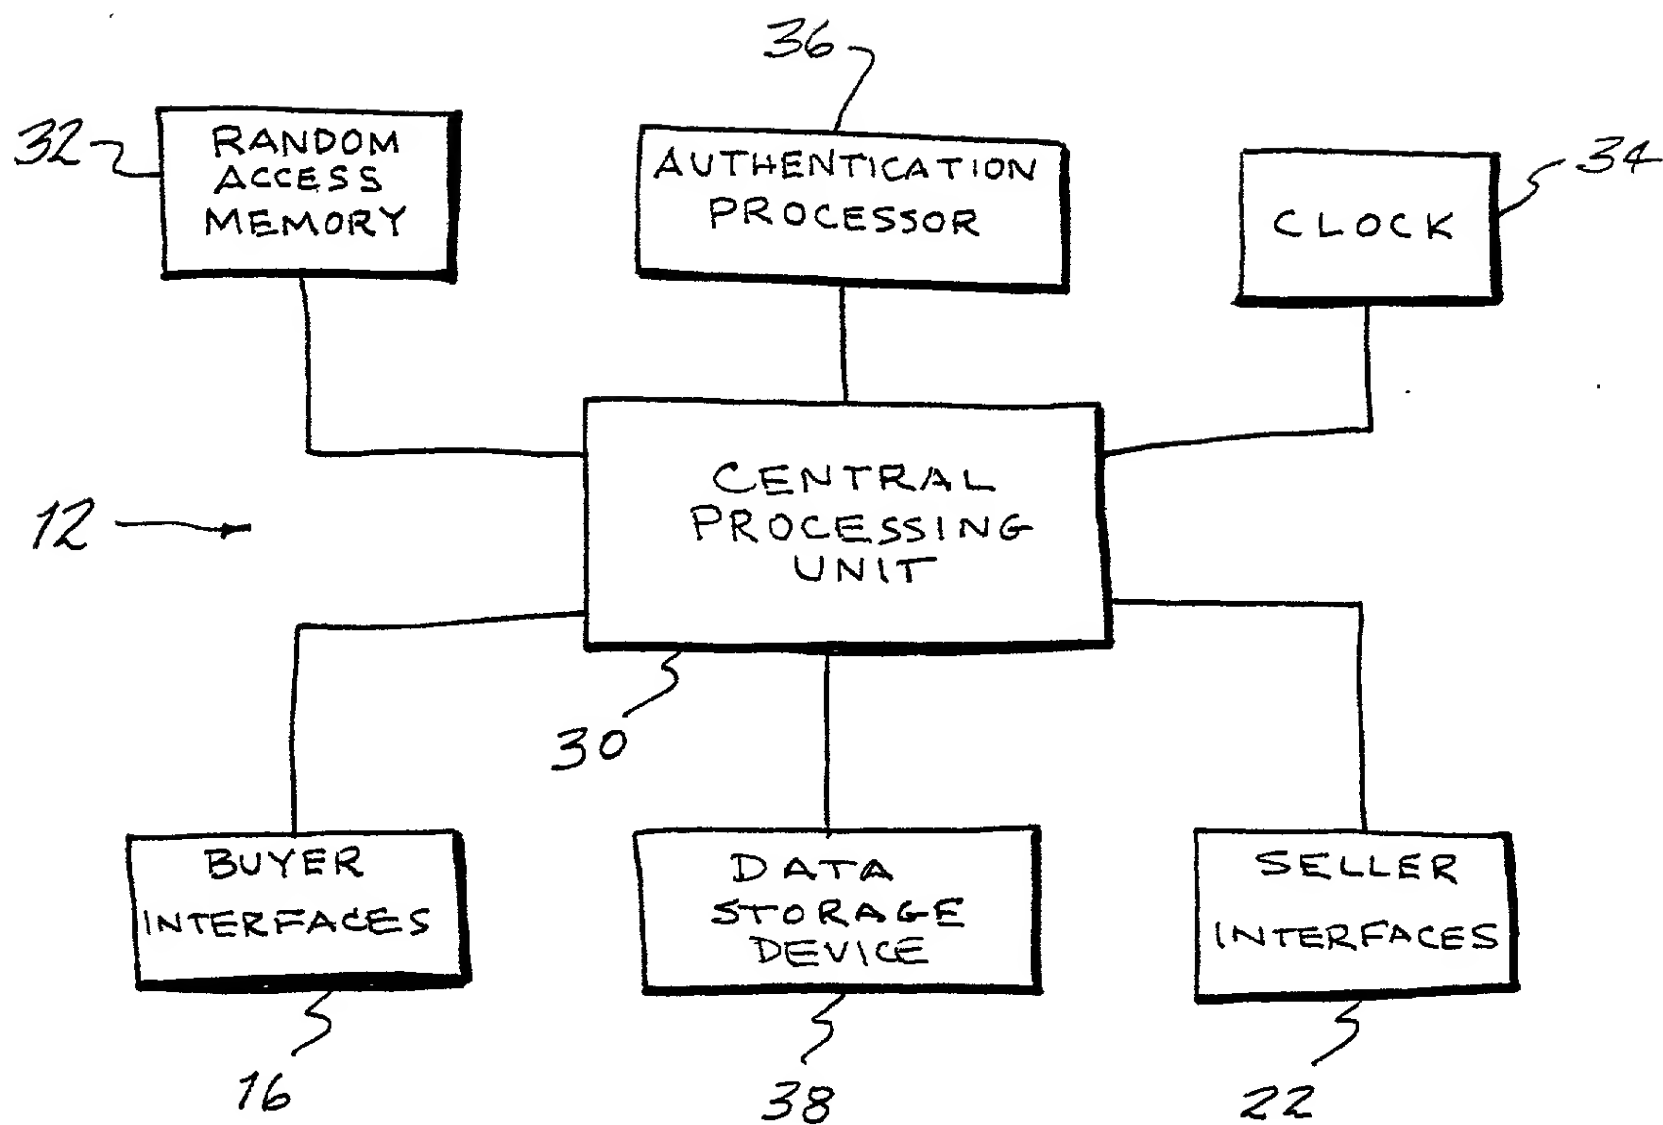 36
32
RANDOM
ACCESS
MEMORY
AUTHENTICATION
PROCESSOR
34
CLOCK
12
CENTRAL
PROCESSING
UNIT
30
BUYER
INTERFACES
DATA
STORAGE
DEVICE
SELLER
INTERFACES
16
38
22